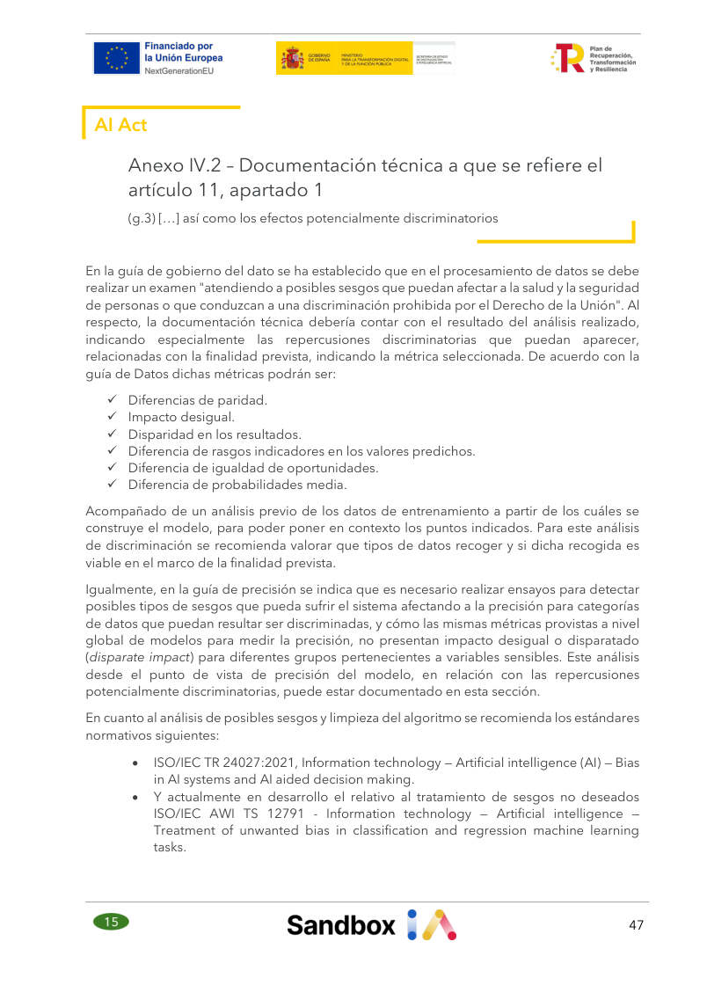 Financiado por
la Unión Europea
NextGenerationEU
GOBIERNO
DE ESPAÑA
MINISTERIO
PARA LA TRANSFORMACIÓN DIGITAL
Y DE LA FUNCIÓN PÚBLICA
SECRETARÍA DE ESTADO
DE DIGITALIZACIÓN
E INTELIGENCIA ARTIFICIAL
Plan de
Recuperación,
Transformación
y Resiliencia
AI Act
Anexo IV.2 – Documentación técnica a que se refiere el
artículo 11, apartado 1
(g.3) […] así como los efectos potencialmente discriminatorios
En la guía de gobierno del dato se ha establecido que en el procesamiento de datos se debe
realizar un examen "atendiendo a posibles sesgos que puedan afectar a la salud y la seguridad
de personas o que conduzcan a una discriminación prohibida por el Derecho de la Unión". Al
respecto, la documentación técnica debería contar con el resultado del análisis realizado,
indicando especialmente las repercusiones discriminatorias que puedan aparecer,
relacionadas con la finalidad prevista, indicando la métrica seleccionada. De acuerdo con la
guía de Datos dichas métricas podrán ser:
✓ Diferencias de paridad.
✓ Impacto desigual.
✓ Disparidad en los resultados.
✓ Diferencia de rasgos indicadores en los valores predichos.
✓ Diferencia de igualdad de oportunidades.
✓ Diferencia de probabilidades media.
Acompañado de un análisis previo de los datos de entrenamiento a partir de los cuáles se
construye el modelo, para poder poner en contexto los puntos indicados. Para este análisis
de discriminación se recomienda valorar que tipos de datos recoger y si dicha recogida es
viable en el marco de la finalidad prevista.
Igualmente, en la guía de precisión se indica que es necesario realizar ensayos para detectar
posibles tipos de sesgos que pueda sufrir el sistema afectando a la precisión para categorías
de datos que puedan resultar ser discriminadas, y cómo las mismas métricas provistas a nivel
global de modelos para medir la precisión, no presentan impacto desigual o disparatado
(disparate impact) para diferentes grupos pertenecientes a variables sensibles. Este análisis
desde el punto de vista de precisión del modelo, en relación con las repercusiones
potencialmente discriminatorias, puede estar documentado en esta sección.
En cuanto al análisis de posibles sesgos y limpieza del algoritmo se recomienda los estándares
normativos siguientes:
• ISO/IEC TR 24027:2021, Information technology — Artificial intelligence (AI) — Bias
in AI systems and AI aided decision making.
• Y actualmente en desarrollo el relativo al tratamiento de sesgos no deseados
ISO/IEC AWI TS 12791 - Information technology — Artificial intelligence —
Treatment of unwanted bias in classification and regression machine learning
tasks.
15
Sandbox IA
47